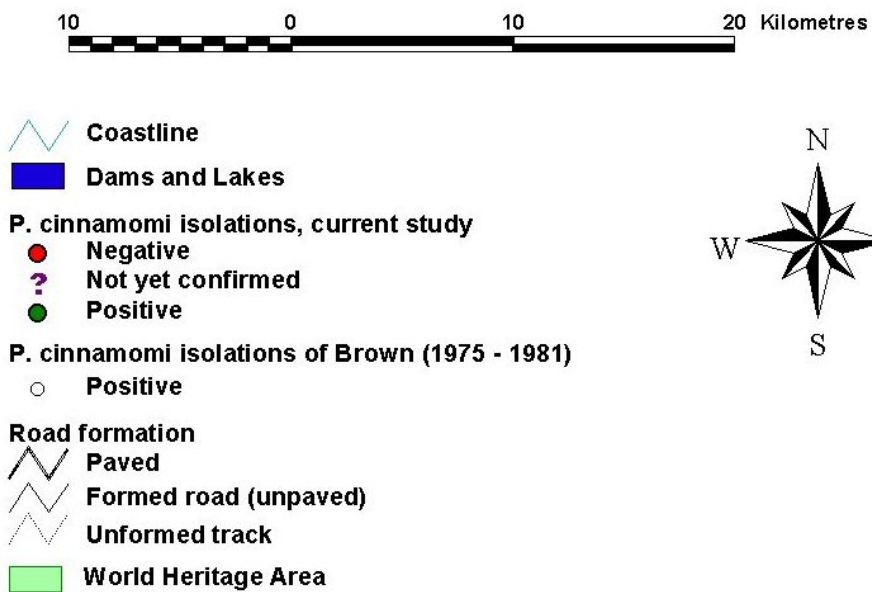 10 0 10 20 Kilometres
Coastline
Dams and Lakes
P. cinnamomi isolations, current study
Negative
? Not yet confirmed
Positive
P. cinnamomi isolations of Brown (1975 - 1981)
Positive
Road formation
Paved
Formed road (unpaved)
Unformed track
World Heritage Area
N
W
S